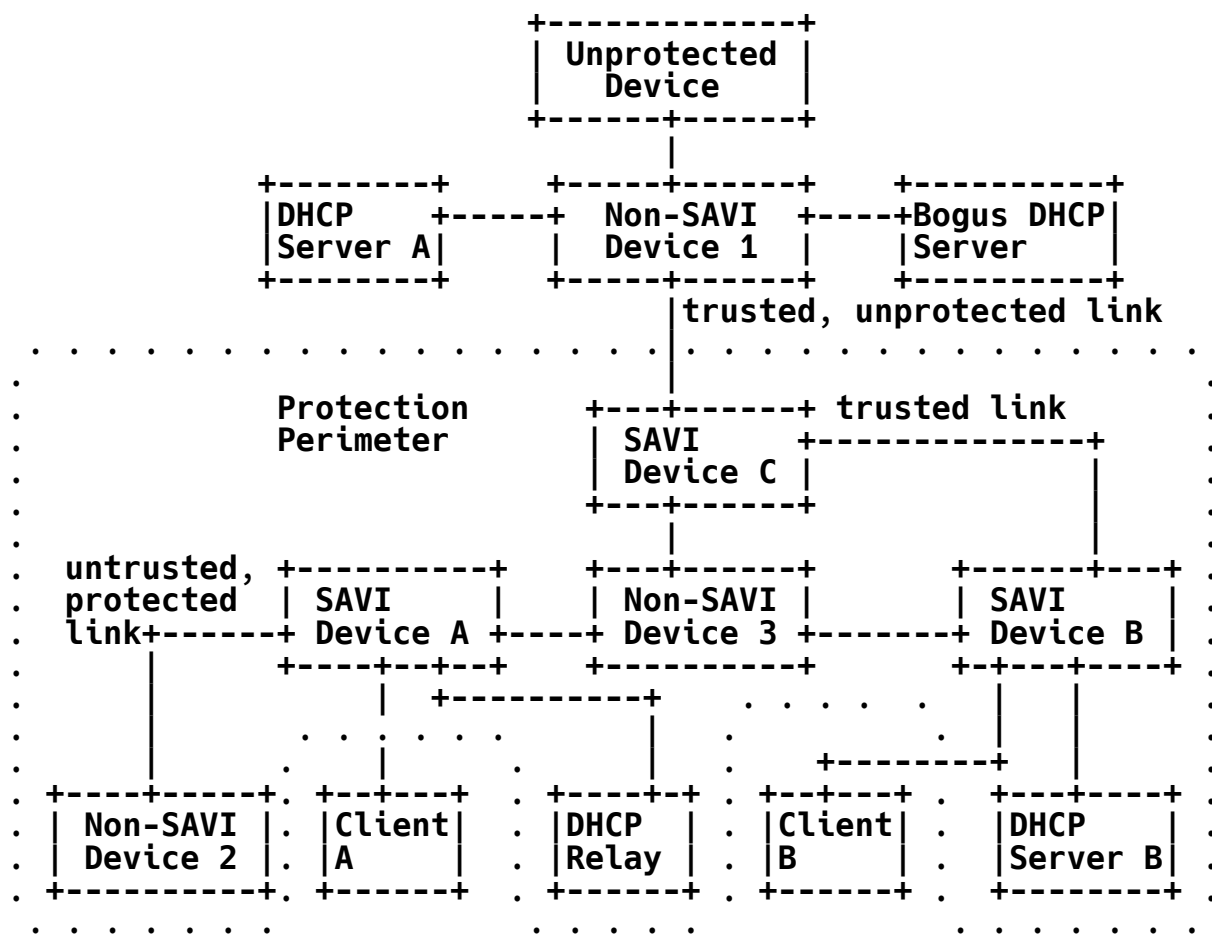 Unprotected
Device
DHCP Non-SAVI Bogus DHCP
Server A Device 1 Server
trusted, unprotected link
Protection trusted link
Perimeter SAVI
Device C
untrusted,
protected SAVI Non-SAVI SAVI
link Device A Device 3 Device B
Non-SAVI Client DHCP Client DHCP
Device 2 A Relay B Server B